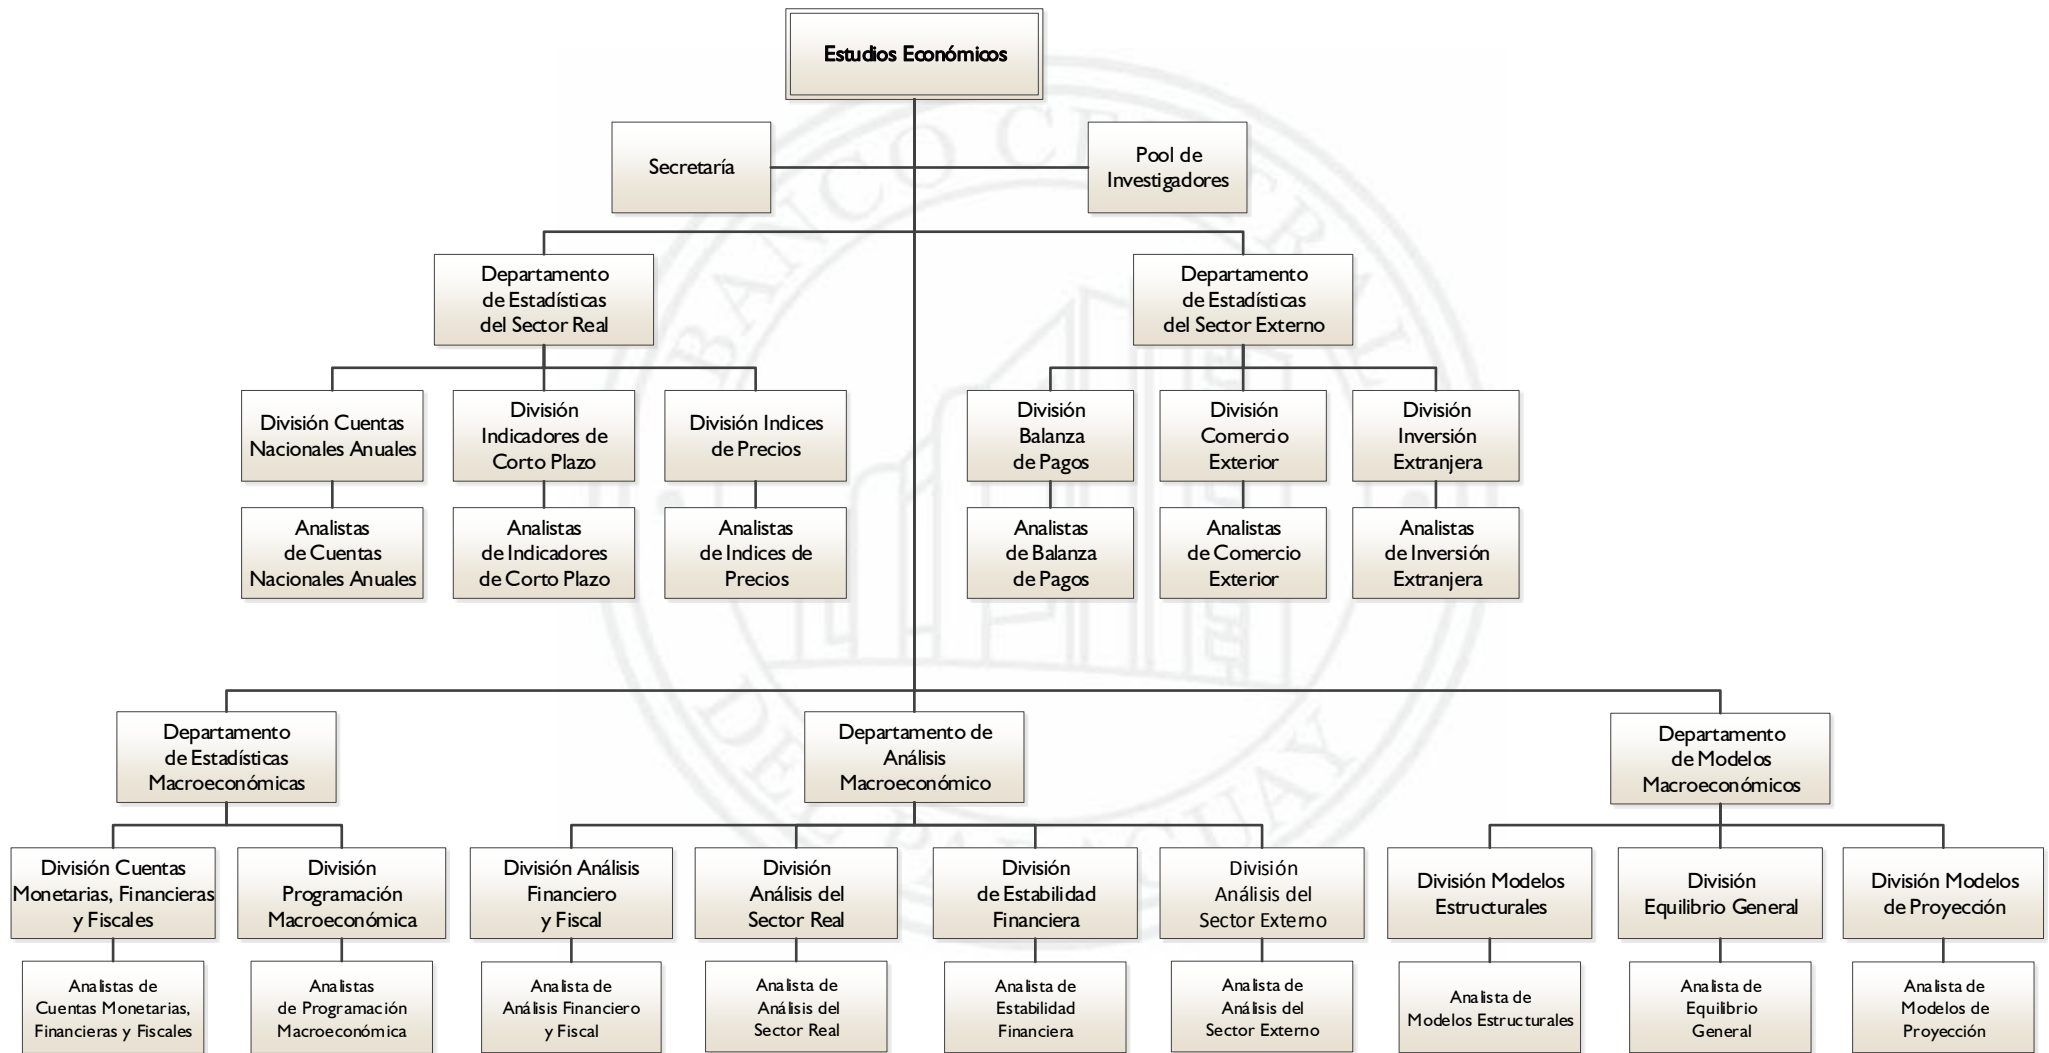 Estudios Económicos
Secretaría
Pool de
Investigadores
Departamento
de Estadísticas
del Sector Real
Departamento
de Estadísticas
del Sector Externo
División Cuentas
Nacionales Anuales
División
Indicadores de
Corto Plazo
División Indices
de Precios
División
Balanza
de Pagos
División
Comercio
Exterior
División
Inversión
Extranjera
Analistas
de Cuentas
Nacionales Anuales
Analistas
de Indicadores
de Corto Plazo
Analistas
de Indices de
Precios
Analistas
de Balanza
de Pagos
Analistas
de Comercio
Exterior
Analistas
de Inversión
Extranjera
Departamento
de Estadísticas
Macroeconómicas
Departamento de
Análisis
Macroeconómico
Departamento
de Modelos
Macroeconómicos
División Cuentas
Monetarias, Financieras
y Fiscales
División
Programación
Macroeconómica
División Análisis
Financiero
y Fiscal
División
Análisis del
Sector Real
División
de Estabilidad
Financiera
División
Análisis del
Sector Externo
División Modelos
Estructurales
División
Equilibrio General
División Modelos
de Proyección
Analistas de
Cuentas Monetarias,
Financieras y Fiscales
Analistas
de Programación
Macroeconómica
Analista de
Análisis Financiero
y Fiscal
Analista de
Análisis del
Sector Real
Analista de
Estabilidad
Financiera
Analista de
Análisis del
Sector Externo
Analista de
Modelos Estructurales
Analista de
Equilibrio
General
Analista de
Modelos de
Proyección
BANCO CENTRAL
DEL PARAGUAY